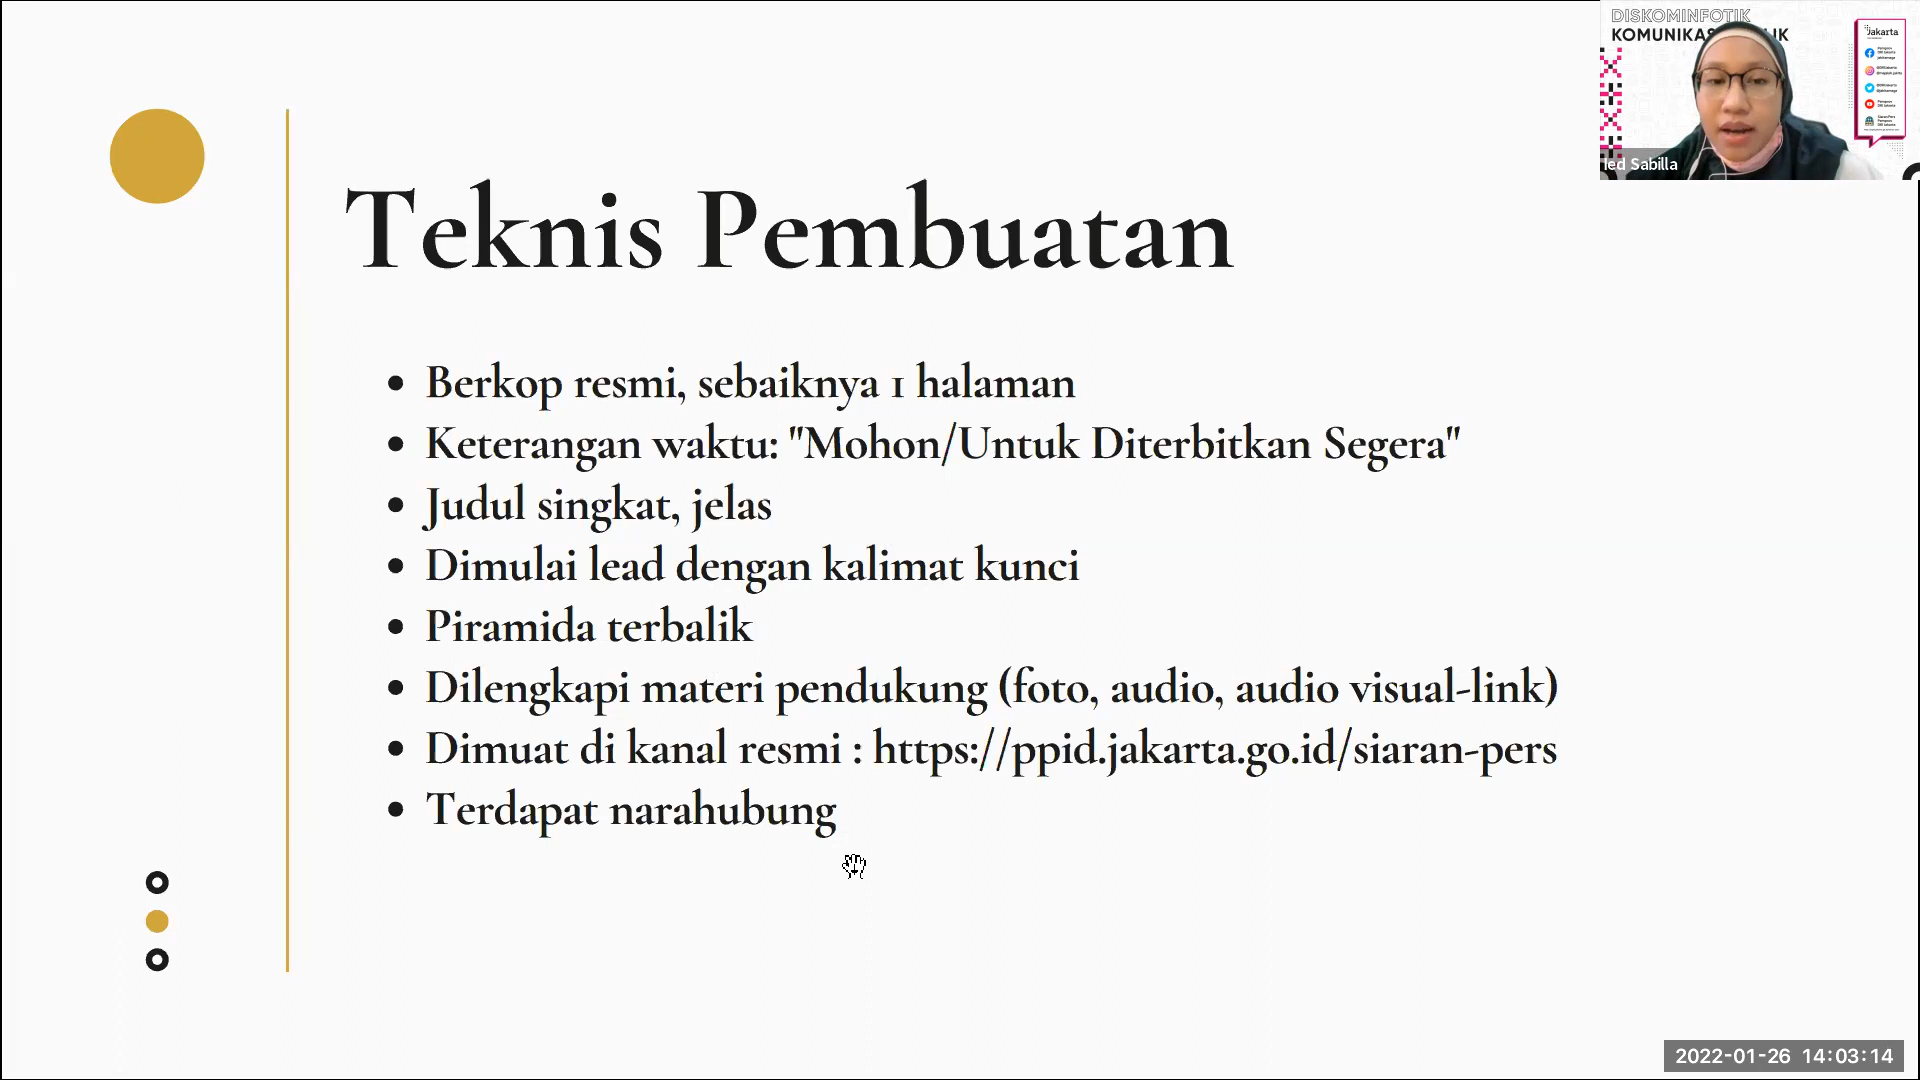 DISKOMINFOTIK
Jakarta
Ied Sabilla
Teknis Pembuatan
• Berkop resmi, sebaiknya 1 halaman
• Keterangan waktu: "Mohon/Untuk Diterbitkan Segera"
• Judul singkat, jelas
• Dimulai lead dengan kalimat kunci
• Piramida terbalik
• Dilengkapi materi pendukung (foto, audio, audio visual-link)
• Dimuat di kanal resmi : https://ppid.jakarta.go.id/siaran-pers
• Terdapat narahubung
2022-01-26 14:03:14